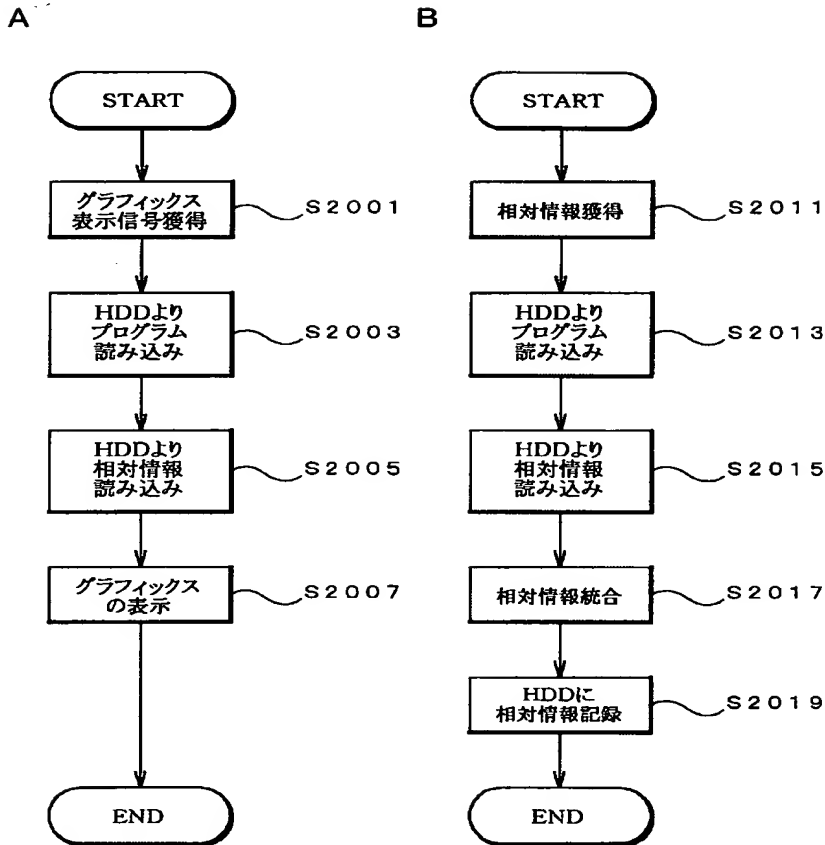 A
START
グラフィックス
表示信号獲得
S2001
HDDより
プログラム
読み込み
S2003
HDDより
相対情報
読み込み
S2005
グラフィックス
の表示
S2007
END
B
START
相対情報獲得
S2011
HDDより
プログラム
読み込み
S2013
HDDより
相対情報
読み込み
S2015
相対情報統合
S2017
HDDに
相対情報記録
S2019
END